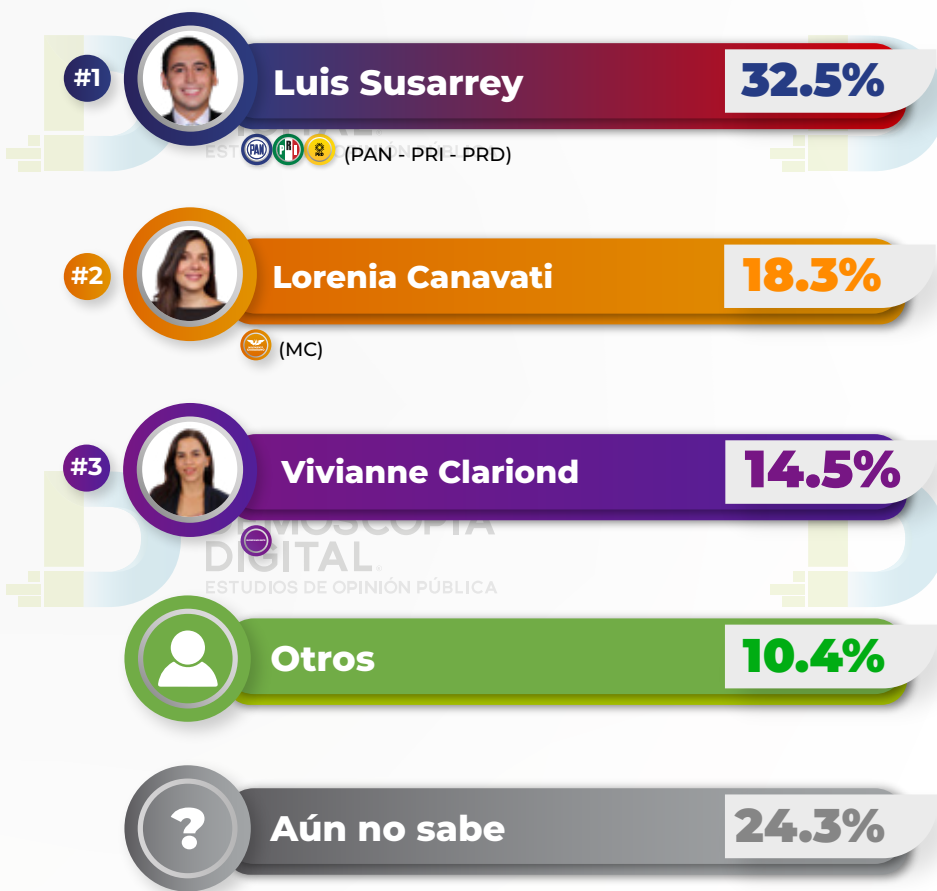 #1
Luis Susarrey
32.5%
PAN PRI PRD (PAN - PRI - PRD)
#2
Lorenia Canavati
18.3%
(MC)
#3
Vivianne Clariond
14.5%
DEMOSCOPIA
DIGITAL.
ESTUDIOS DE OPINIÓN PÚBLICA
Otros
10.4%
?
Aún no sabe
24.3%